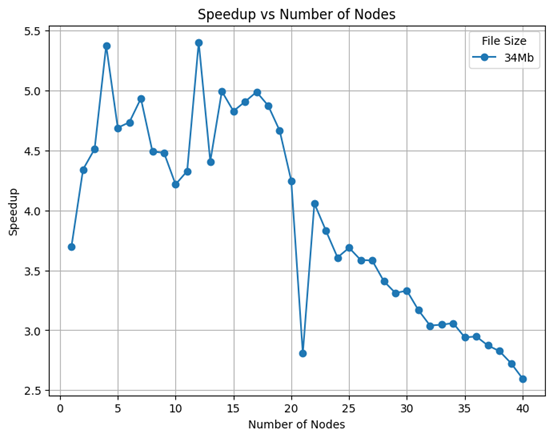 Speedup vs Number of Nodes
File Size
34Mb
5.5
5.0
4.5
4.0
3.5
3.0
2.5
Speedup
0 5 10 15 20 25 30 35 40
Number of Nodes